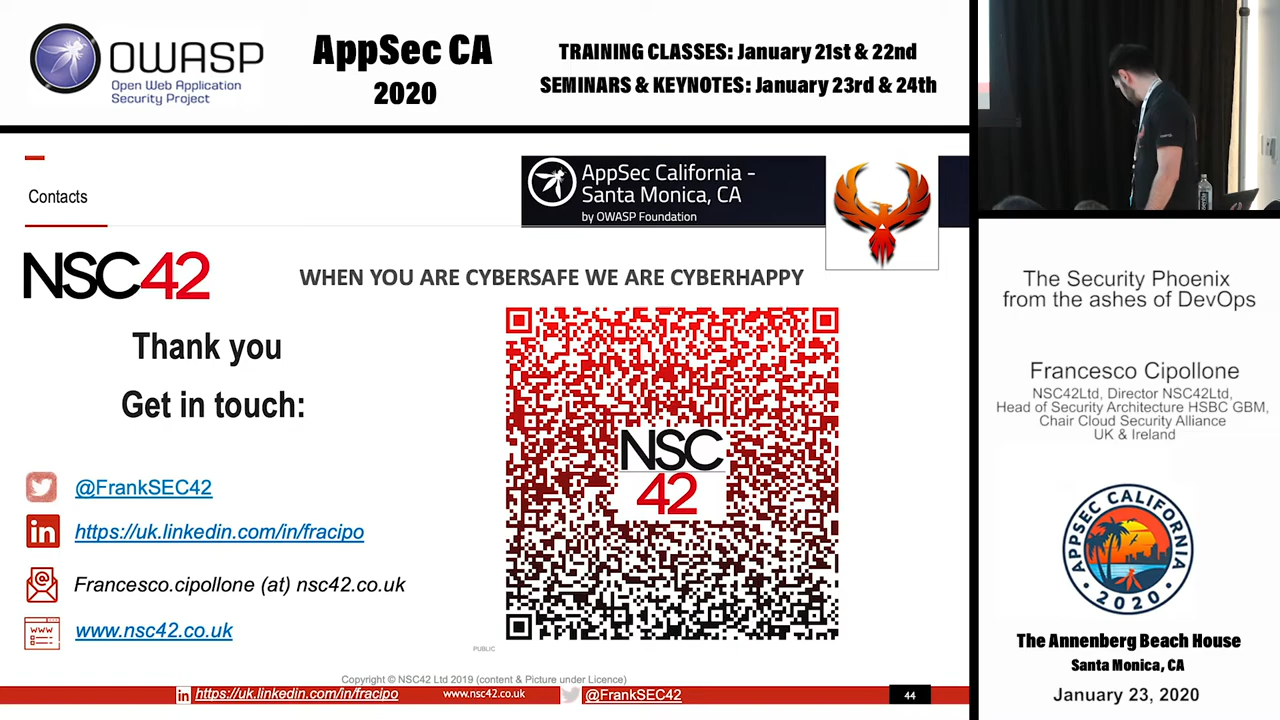 OWASP
Open Web Application
Security Project
AppSec CA
2020
TRAINING CLASSES: January 21st & 22nd
SEMINARS & KEYNOTES: January 23rd & 24th
Contacts
AppSec California -
Santa Monica, CA
by OWASP Foundation
NSC42
WHEN YOU ARE CYBERSAFE WE ARE CYBERHAPPY
Thank you
Get in touch:
@FrankSEC42
https://uk.linkedin.com/in/fracipo
Francesco.cipollone (at) nsc42.co.uk
WWW
www.nsc42.co.uk
NSC
42
PUBLIC
Copyright © NSC42 Ltd 2019 (content & Picture under Licence)
https://uk.linkedin.com/in/fracipo
www.nsc42.co.uk
@FrankSEC42
44
The Security Phoenix
from the ashes of DevOps
Francesco Cipollone
NSC42Ltd, Director NSC42Ltd,
Head of Security Architecture HSBC GBM,
Chair Cloud Security Alliance
UK & Ireland
APPSEC CALIFORNIA
2020
The Annenberg Beach House
Santa Monica, CA
January 23, 2020